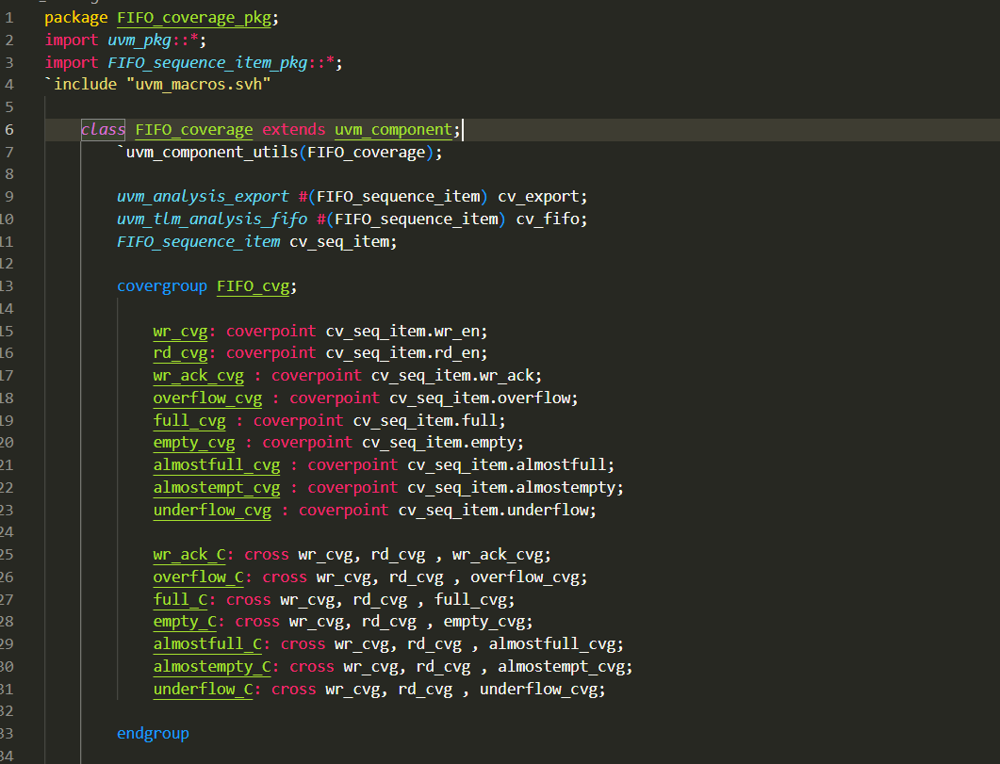 1 package FIFO_coverage_pkg;
2 import uvm_pkg::*;
3 import FIFO_sequence_item_pkg::*;
4 `include "uvm_macros.svh"
5
6 class FIFO_coverage extends uvm_component;
7 `uvm_component_utils(FIFO_coverage);
8
9 uvm_analysis_export #(FIFO_sequence_item) cv_export;
10 uvm_tlm_analysis_fifo #(FIFO_sequence_item) cv_fifo;
11 FIFO_sequence_item cv_seq_item;
12
13 covergroup FIFO_cvg;
14
15 wr_cvg: coverpoint cv_seq_item.wr_en;
16 rd_cvg: coverpoint cv_seq_item.rd_en;
17 wr_ack_cvg : coverpoint cv_seq_item.wr_ack;
18 overflow_cvg : coverpoint cv_seq_item.overflow;
19 full_cvg : coverpoint cv_seq_item.full;
20 empty_cvg : coverpoint cv_seq_item.empty;
21 almostfull_cvg : coverpoint cv_seq_item.almostfull;
22 almostempt_cvg : coverpoint cv_seq_item.almostempty;
23 underflow_cvg : coverpoint cv_seq_item.underflow;
24
25 wr_ack_C: cross wr_cvg, rd_cvg , wr_ack_cvg;
26 overflow_C: cross wr_cvg, rd_cvg , overflow_cvg;
27 full_C: cross wr_cvg, rd_cvg , full_cvg;
28 empty_C: cross wr_cvg, rd_cvg , empty_cvg;
29 almostfull_C: cross wr_cvg, rd_cvg , almostfull_cvg;
30 almostempty_C: cross wr_cvg, rd_cvg , almostempt_cvg;
31 underflow_C: cross wr_cvg, rd_cvg , underflow_cvg;
32
33 endgroup
34